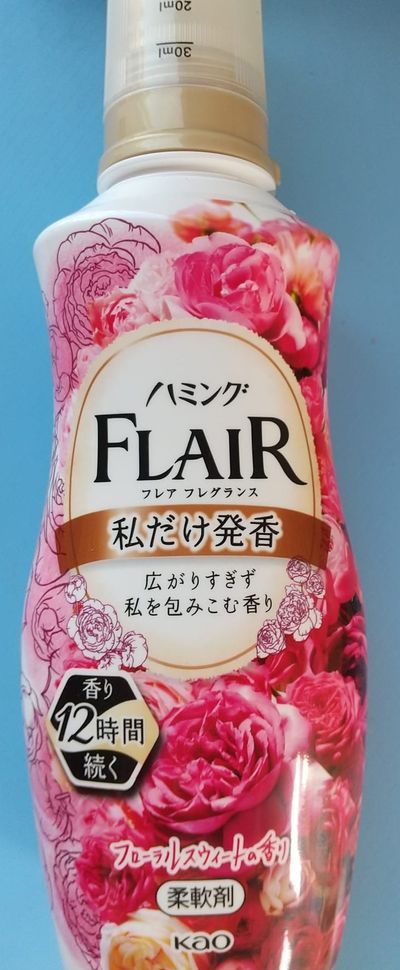 20ml
30ml
ハミング
FLAIR
フレア フレグランス
私だけ発香
広がりすぎず
私を包みこむ香り
香り
12時間
続く
フローラルスウィートの香り
柔軟剤
Kao